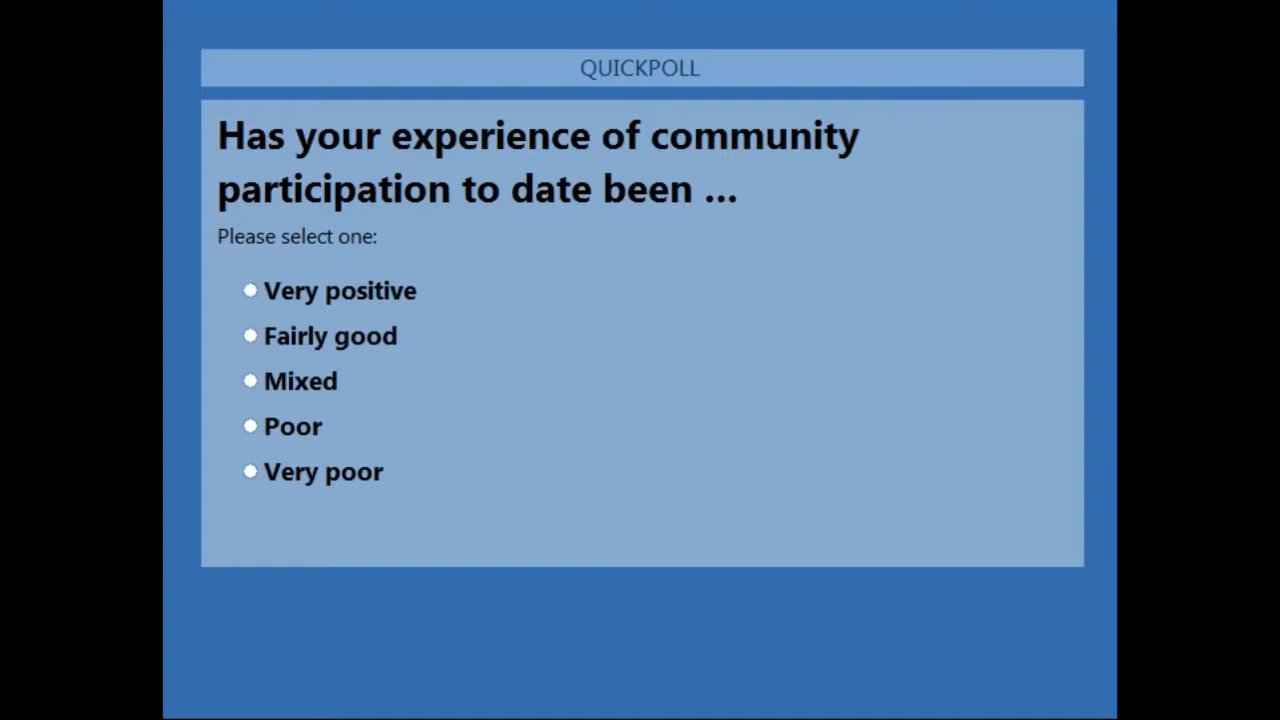 QUICKPOLL
Has your experience of community
participation to date been ...
Please select one:
Very positive
Fairly good
Mixed
Poor
Very poor